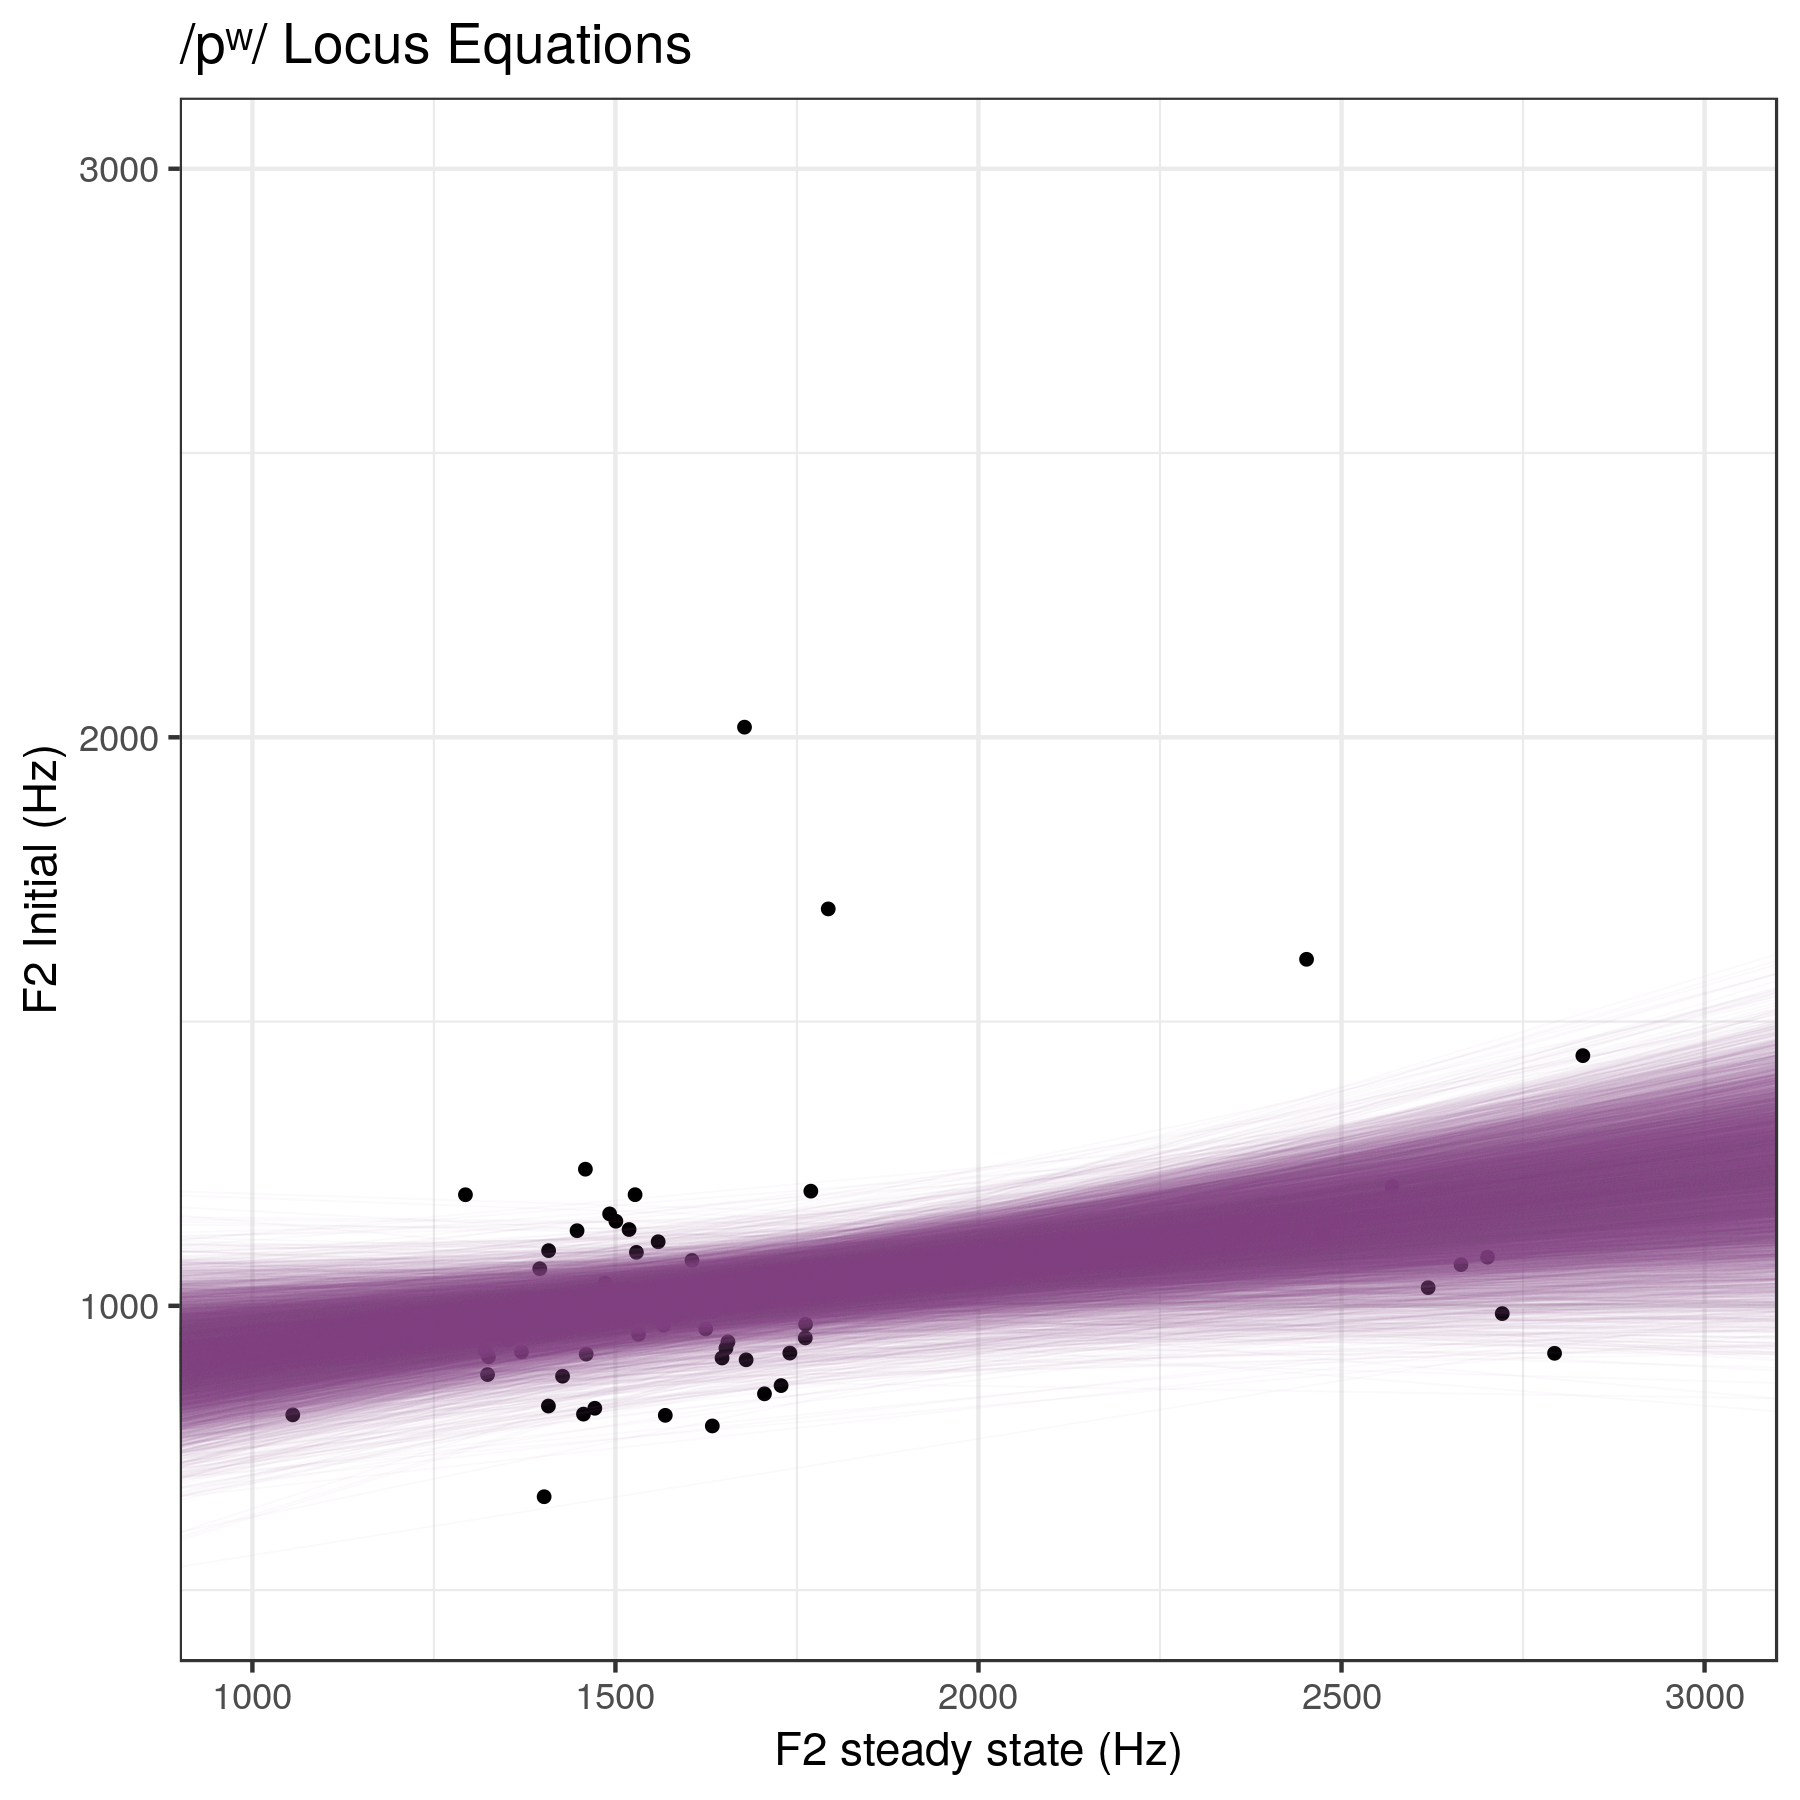 /pʷ/ Locus Equations
3000
2000
1000
F2 Initial (Hz)
1000 1500 2000 2500 3000
F2 steady state (Hz)